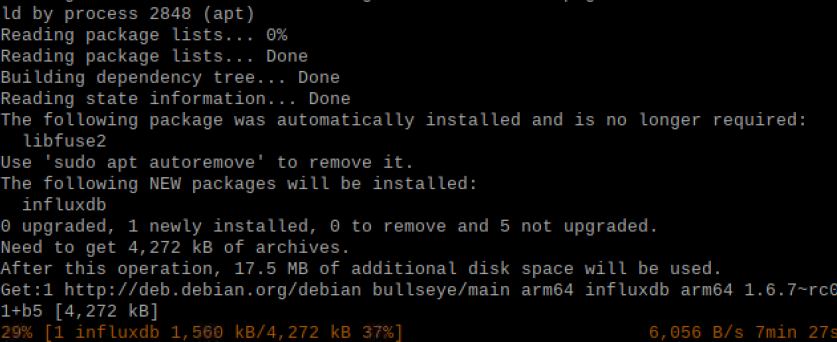 ld by process 2848 (apt)
Reading package lists... 0%
Reading package lists... Done
Building dependency tree... Done
Reading state information... Done
The following package was automatically installed and is no longer required:
  libfuse2
Use 'sudo apt autoremove' to remove it.
The following NEW packages will be installed:
  influxdb
0 upgraded, 1 newly installed, 0 to remove and 5 not upgraded.
Need to get 4,272 kB of archives.
After this operation, 17.5 MB of additional disk space will be used.
Get:1 http://deb.debian.org/debian bullseye/main arm64 influxdb arm64 1.6.7~rc0
1+b5 [4,272 kB]
29% [1 influxdb 1,560 kB/4,272 kB 37%] 6,056 B/s 7min 27s